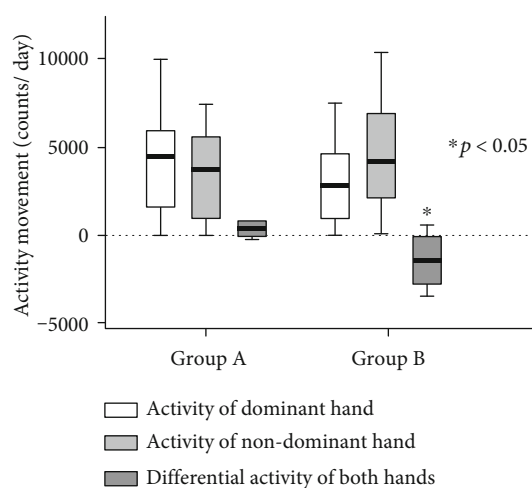 Activity movement (counts/ day)
10000
5000
0
−5000
*p < 0.05
*
Group A
Group B
Activity of dominant hand
Activity of non-dominant hand
Differential activity of both hands